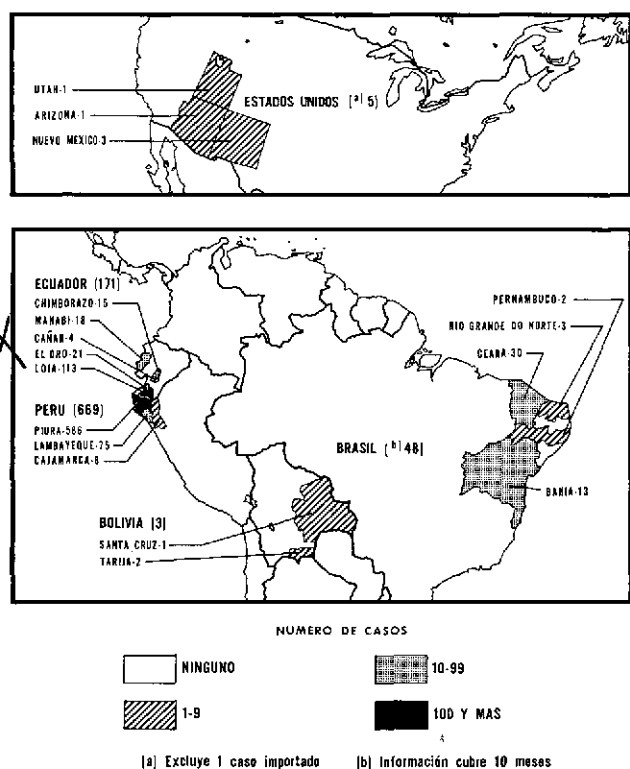 UTAH-1
ESTADOS UNIDOS [a] 5)
ARIZONA-1
NUEVO MEXICO-3
ECUADOR (171)
CHIMBORAZO-15
MANABI-18
CAÑAR-4
EL ORO-21
LOJA-113
PERU (669)
PIURA-586
LAMBAYEQUE-25
CAJAMARCA-8
PERNAMBUCO-2
RIO GRANDE DO NORTE-3
CEARA-30
BRASIL [b] 48]
BAHIA-13
BOLIVIA [3]
SANTA CRUZ-1
TARIJA-2
NUMERO DE CASOS
NINGUNO
10-99
1-9
100 Y MAS
[a] Excluye 1 caso importado
[b] Información cubre 10 meses